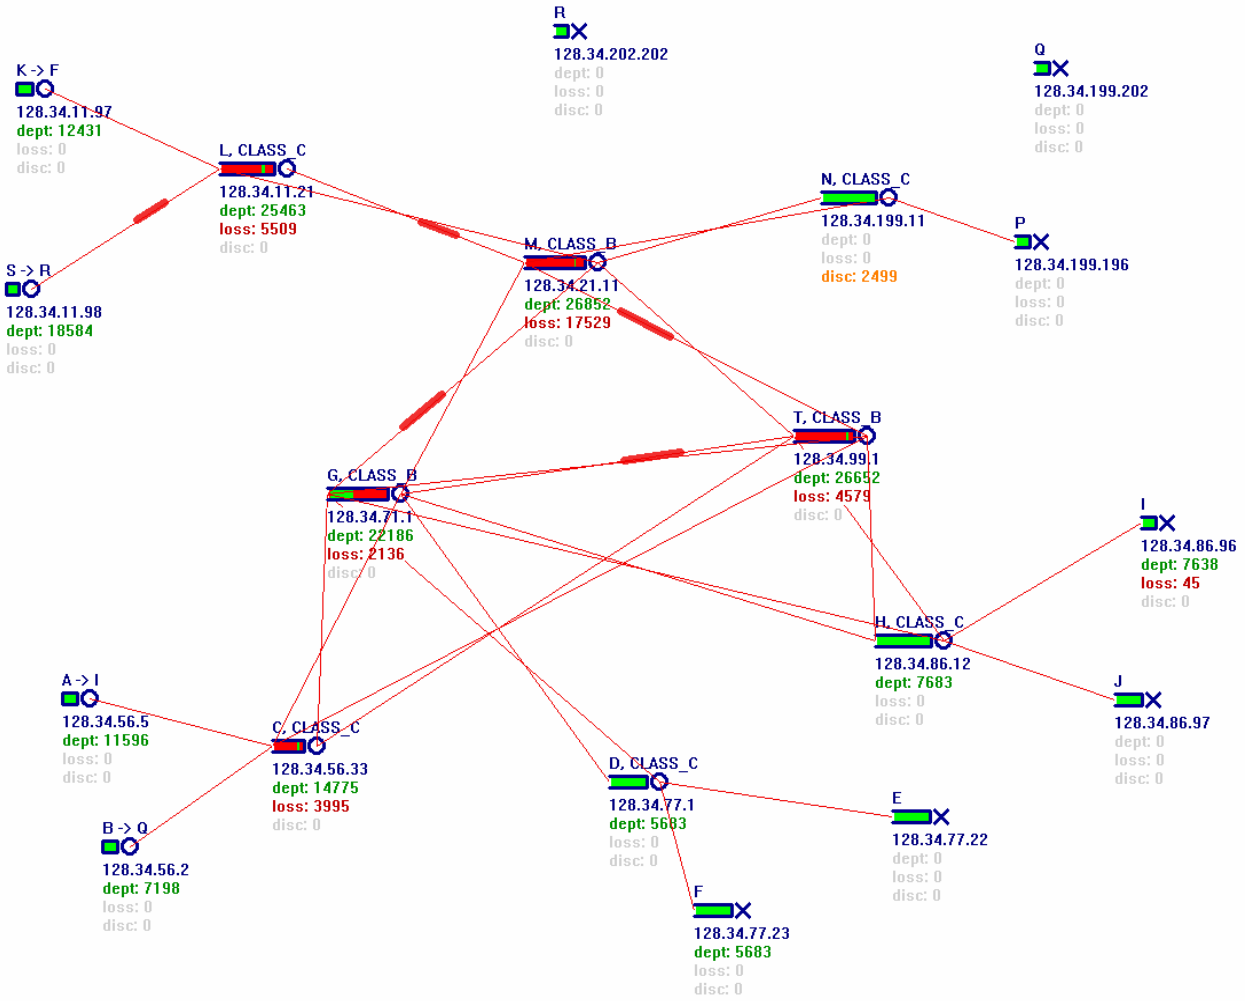 R
128.34.202.202
dept: 0
loss: 0
disc: 0
Q
128.34.199.202
dept: 0
loss: 0
disc: 0
K -> F
128.34.11.97
dept: 12431
loss: 0
disc: 0
L, CLASS_C
128.34.11.21
dept: 25463
loss: 5509
disc: 0
N, CLASS_C
128.34.199.11
dept: 0
loss: 0
disc: 2499
P
128.34.199.196
dept: 0
loss: 0
disc: 0
M, CLASS_B
128.34.21.11
dept: 26852
loss: 17529
disc: 0
S -> R
128.34.11.98
dept: 18584
loss: 0
disc: 0
T, CLASS_B
128.34.99.1
dept: 26652
loss: 4579
disc: 0
G, CLASS_B
128.34.71.1
dept: 22186
loss: 2136
disc: 0
I
128.34.86.96
dept: 7638
loss: 45
disc: 0
H, CLASS_C
128.34.86.12
dept: 7683
loss: 0
disc: 0
J
128.34.86.97
dept: 0
loss: 0
disc: 0
A -> I
128.34.56.5
dept: 11596
loss: 0
disc: 0
C, CLASS_C
128.34.56.33
dept: 14775
loss: 3995
disc: 0
D, CLASS_C
128.34.77.1
dept: 5683
loss: 0
disc: 0
E
128.34.77.22
dept: 0
loss: 0
disc: 0
B -> Q
128.34.56.2
dept: 7198
loss: 0
disc: 0
F
128.34.77.23
dept: 5683
loss: 0
disc: 0